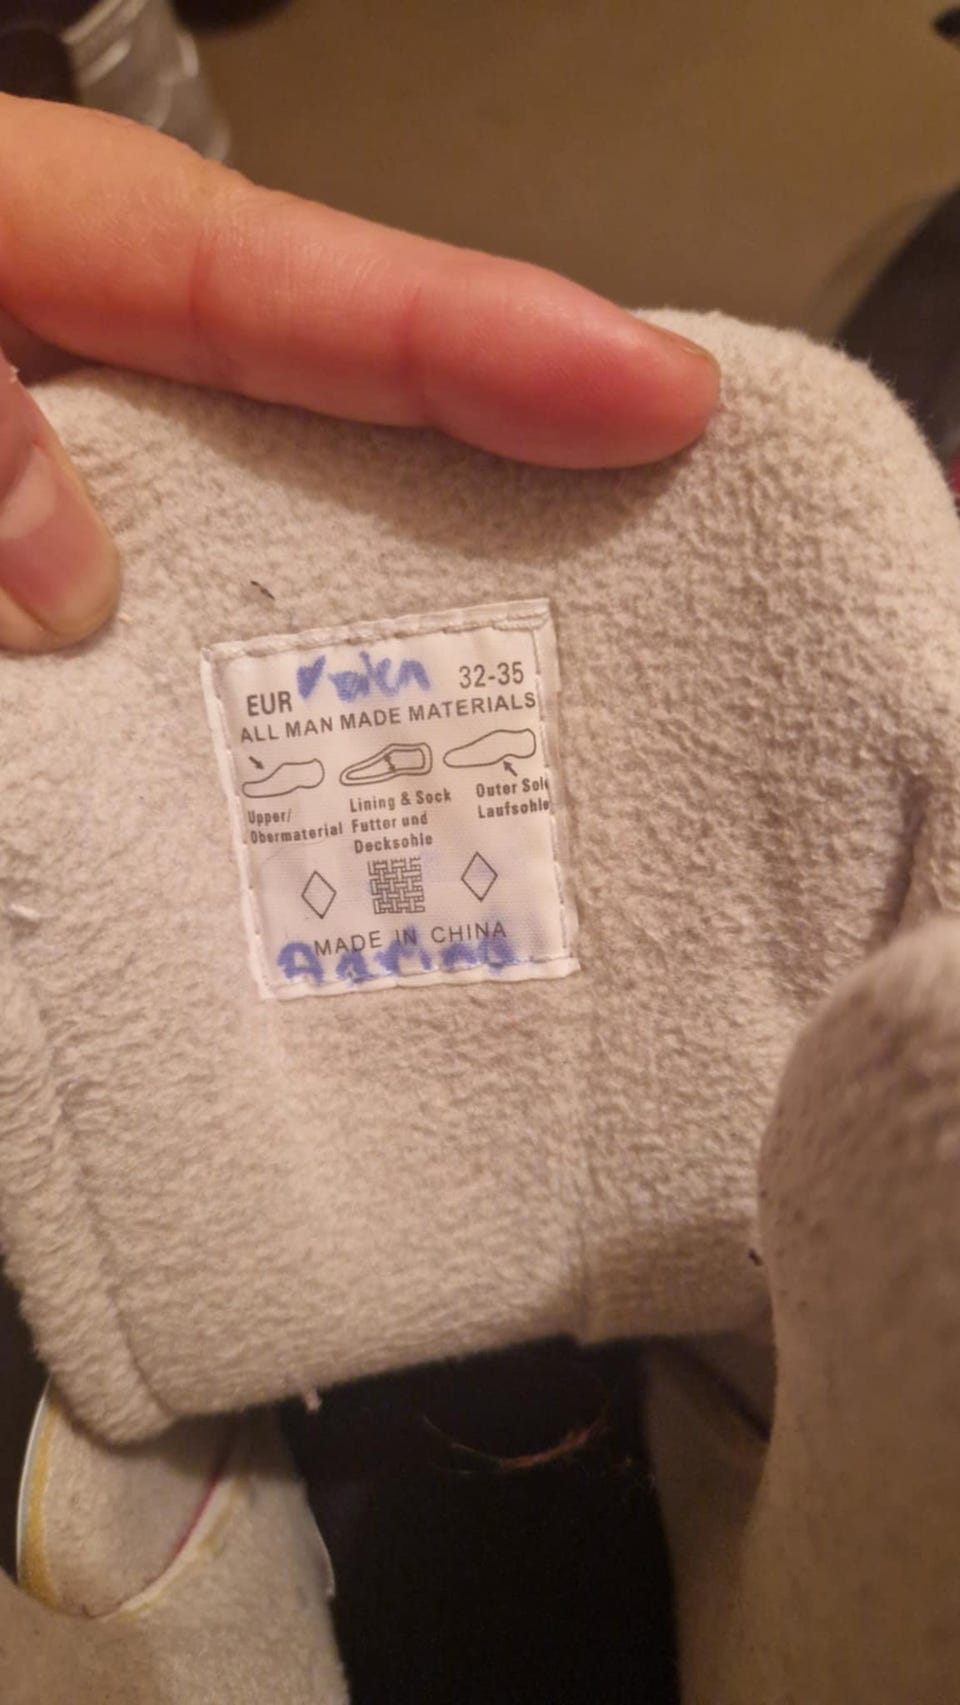 EUR 32-35
ALL MAN MADE MATERIALS
Upper/
Obermaterial
Lining & Sock
Futter und
Decksohle
Outer Sole
Laufsohle
MADE IN CHINA